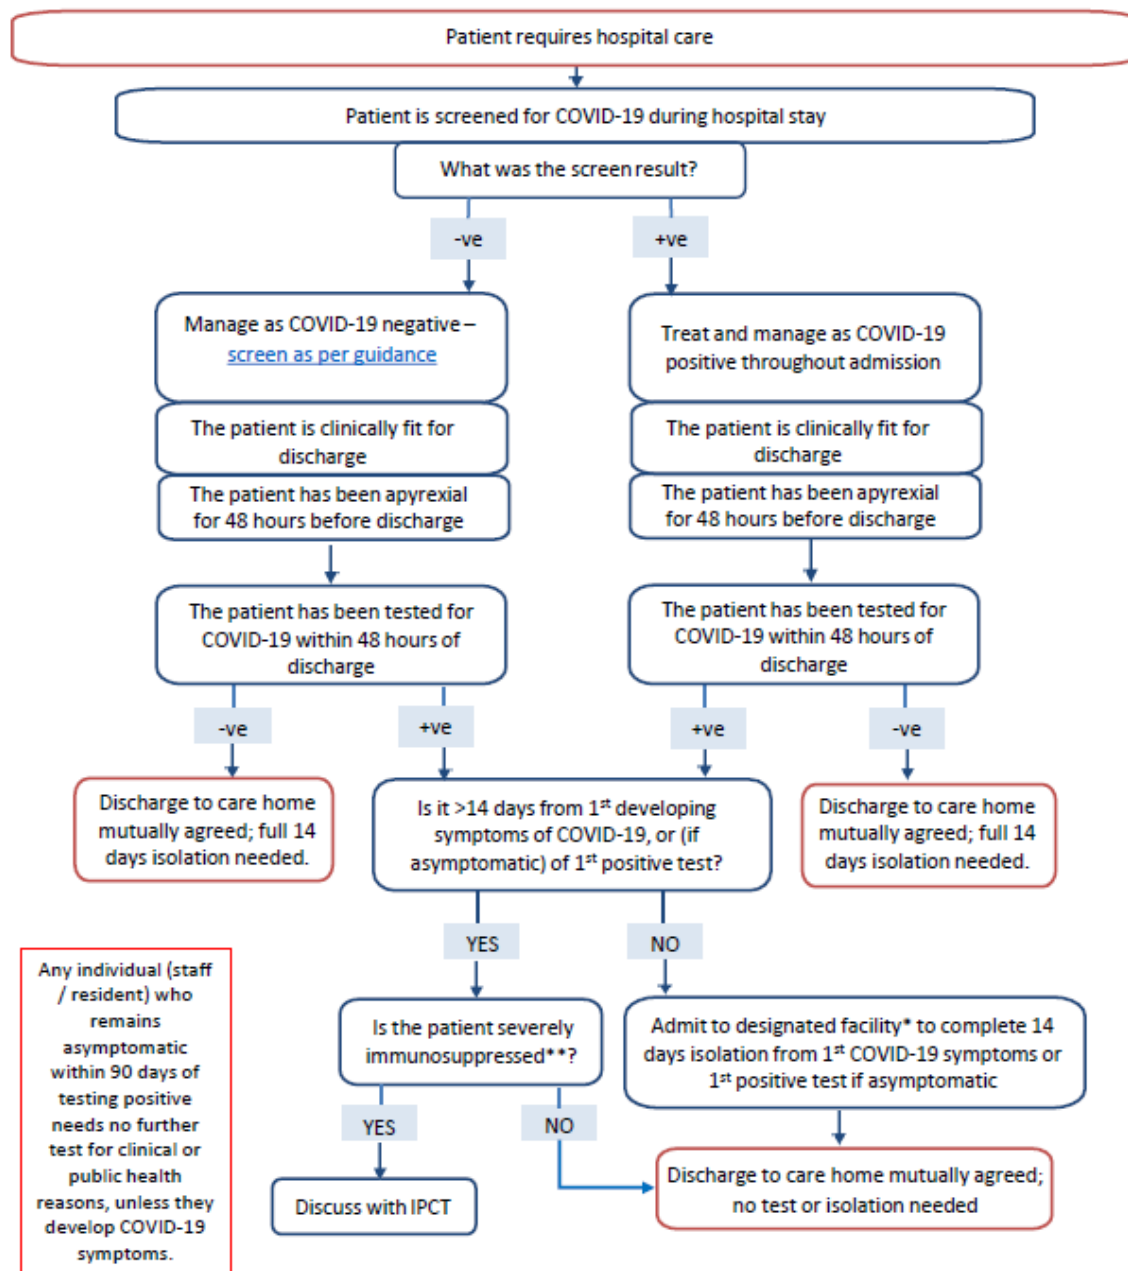 Patient requires hospital care
Patient is screened for COVID-19 during hospital stay
What was the screen result?
-ve
+ve
Manage as COVID-19 negative –
screen as per guidance
Treat and manage as COVID-19
positive throughout admission
The patient is clinically fit for
discharge
The patient is clinically fit for
discharge
The patient has been apyrexial
for 48 hours before discharge
The patient has been apyrexial
for 48 hours before discharge
The patient has been tested for
COVID-19 within 48 hours of
discharge
The patient has been tested for
COVID-19 within 48 hours of
discharge
-ve
+ve
+ve
-ve
Discharge to care home
mutually agreed; full 14
days isolation needed.
Is it >14 days from 1st developing
symptoms of COVID-19, or (if
asymptomatic) of 1st positive test?
Discharge to care home
mutually agreed; full 14
days isolation needed.
YES
NO
Any individual (staff
/ resident) who
remains
asymptomatic
within 90 days of
testing positive
needs no further
test for clinical or
public health
reasons, unless they
develop COVID-19
symptoms.
Is the patient severely
immunosuppressed**?
Admit to designated facility* to complete 14
days isolation from 1st COVID-19 symptoms or
1st positive test if asymptomatic
YES
NO
Discuss with IPCT
Discharge to care home mutually agreed;
no test or isolation needed